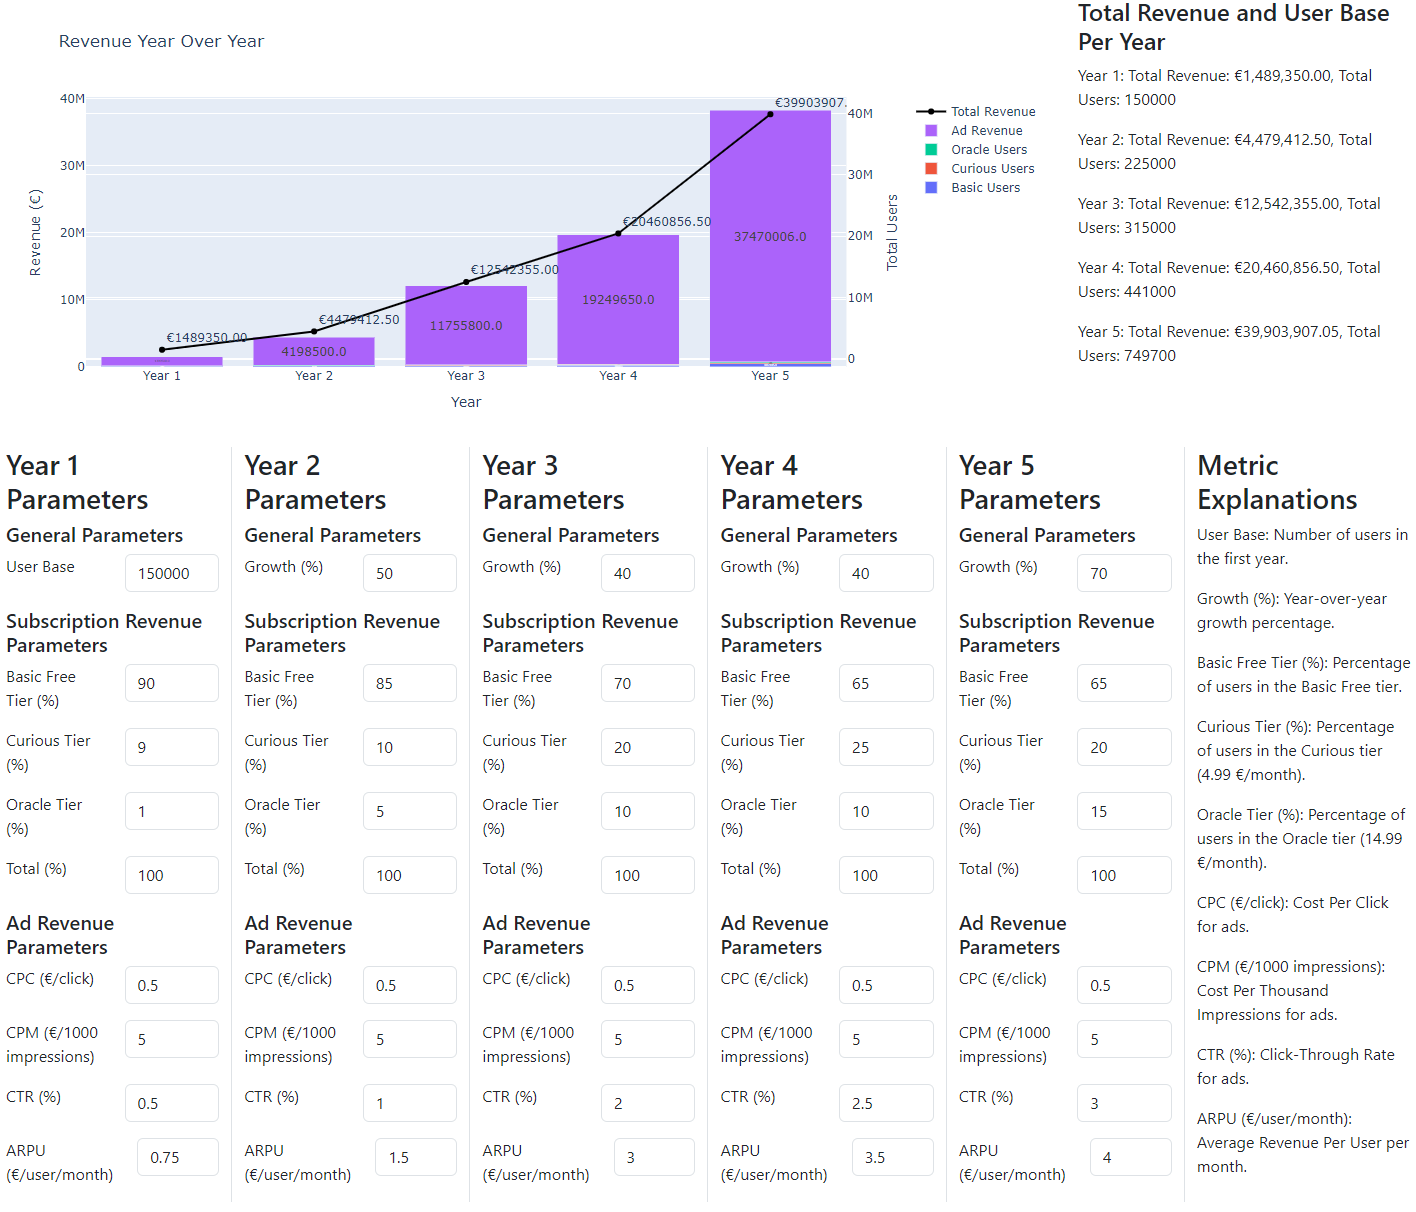 Revenue Year Over Year
40M
30M
20M
10M
0
Revenue (€)
€1489350.00
€4479412.50
€12542355.00
€20460856.50
€39903907.
4198500.0
11755800.0
19249650.0
37470006.0
40M
30M
20M
10M
0
Total Users
Year 1
Year 2
Year 3
Year 4
Year 5
Year
Total Revenue
Ad Revenue
Oracle Users
Curious Users
Basic Users
Total Revenue and User Base
Per Year
Year 1: Total Revenue: €1,489,350.00, Total
Users: 150000
Year 2: Total Revenue: €4,479,412.50, Total
Users: 225000
Year 3: Total Revenue: €12,542,355.00, Total
Users: 315000
Year 4: Total Revenue: €20,460,856.50, Total
Users: 441000
Year 5: Total Revenue: €39,903,907.05, Total
Users: 749700
Year 1
Parameters
General Parameters
User Base 150000
Subscription Revenue
Parameters
Basic Free
Tier (%) 90
Curious Tier
(%) 9
Oracle Tier
(%) 1
Total (%) 100
Ad Revenue
Parameters
CPC (€/click) 0.5
CPM (€/1000
impressions) 5
CTR (%) 0.5
ARPU
(€/user/month) 0.75
Year 2
Parameters
General Parameters
Growth (%) 50
Subscription Revenue
Parameters
Basic Free
Tier (%) 85
Curious Tier
(%) 10
Oracle Tier
(%) 5
Total (%) 100
Ad Revenue
Parameters
CPC (€/click) 0.5
CPM (€/1000
impressions) 5
CTR (%) 1
ARPU
(€/user/month) 1.5
Year 3
Parameters
General Parameters
Growth (%) 40
Subscription Revenue
Parameters
Basic Free
Tier (%) 70
Curious Tier
(%) 20
Oracle Tier
(%) 10
Total (%) 100
Ad Revenue
Parameters
CPC (€/click) 0.5
CPM (€/1000
impressions) 5
CTR (%) 2
ARPU
(€/user/month) 3
Year 4
Parameters
General Parameters
Growth (%) 40
Subscription Revenue
Parameters
Basic Free
Tier (%) 65
Curious Tier
(%) 25
Oracle Tier
(%) 10
Total (%) 100
Ad Revenue
Parameters
CPC (€/click) 0.5
CPM (€/1000
impressions) 5
CTR (%) 2.5
ARPU
(€/user/month) 3.5
Year 5
Parameters
General Parameters
Growth (%) 70
Subscription Revenue
Parameters
Basic Free
Tier (%) 65
Curious Tier
(%) 20
Oracle Tier
(%) 15
Total (%) 100
Ad Revenue
Parameters
CPC (€/click) 0.5
CPM (€/1000
impressions) 5
CTR (%) 3
ARPU
(€/user/month) 4
Metric
Explanations
User Base: Number of users in
the first year.
Growth (%): Year-over-year
growth percentage.
Basic Free Tier (%): Percentage
of users in the Basic Free tier.
Curious Tier (%): Percentage
of users in the Curious tier
(4.99 €/month).
Oracle Tier (%): Percentage of
users in the Oracle tier (14.99
€/month).
CPC (€/click): Cost Per Click
for ads.
CPM (€/1000 impressions):
Cost Per Thousand
Impressions for ads.
CTR (%): Click-Through Rate
for ads.
ARPU (€/user/month):
Average Revenue Per User per
month.